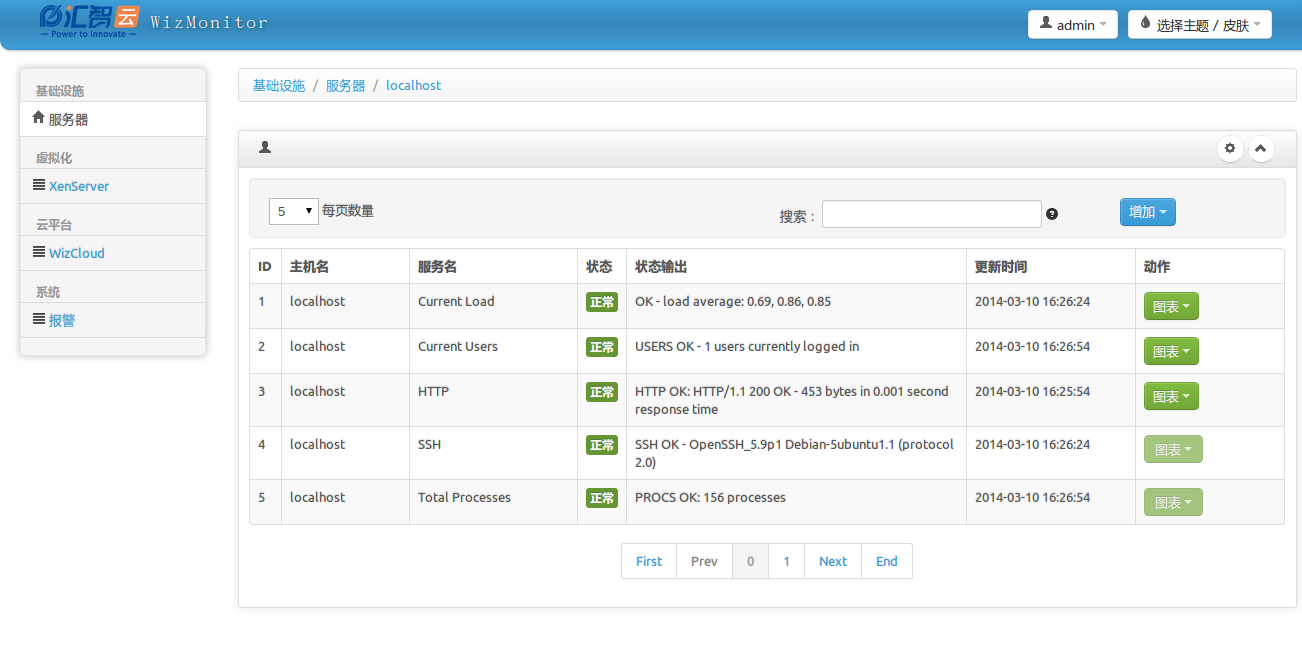 汇智云
— Power to Innovate —
WizMonitor
admin
选择主题 / 皮肤
基础设施
服务器
虚拟化
XenServer
云平台
WizCloud
系统
报警
基础设施 / 服务器 / localhost
5 每页数量
搜索 :
增加
ID 主机名 服务名 状态 状态输出 更新时间 动作
1 localhost Current Load 正常 OK - load average: 0.69, 0.86, 0.85 2014-03-10 16:26:24 图表
2 localhost Current Users 正常 USERS OK - 1 users currently logged in 2014-03-10 16:26:54 图表
3 localhost HTTP 正常 HTTP OK: HTTP/1.1 200 OK - 453 bytes in 0.001 second 2014-03-10 16:25:54 图表
response time
4 localhost SSH 正常 SSH OK - OpenSSH_5.9p1 Debian-5ubuntu1.1 (protocol 2014-03-10 16:26:24 图表
2.0)
5 localhost Total Processes 正常 PROCS OK: 156 processes 2014-03-10 16:26:54 图表
First Prev 0 1 Next End